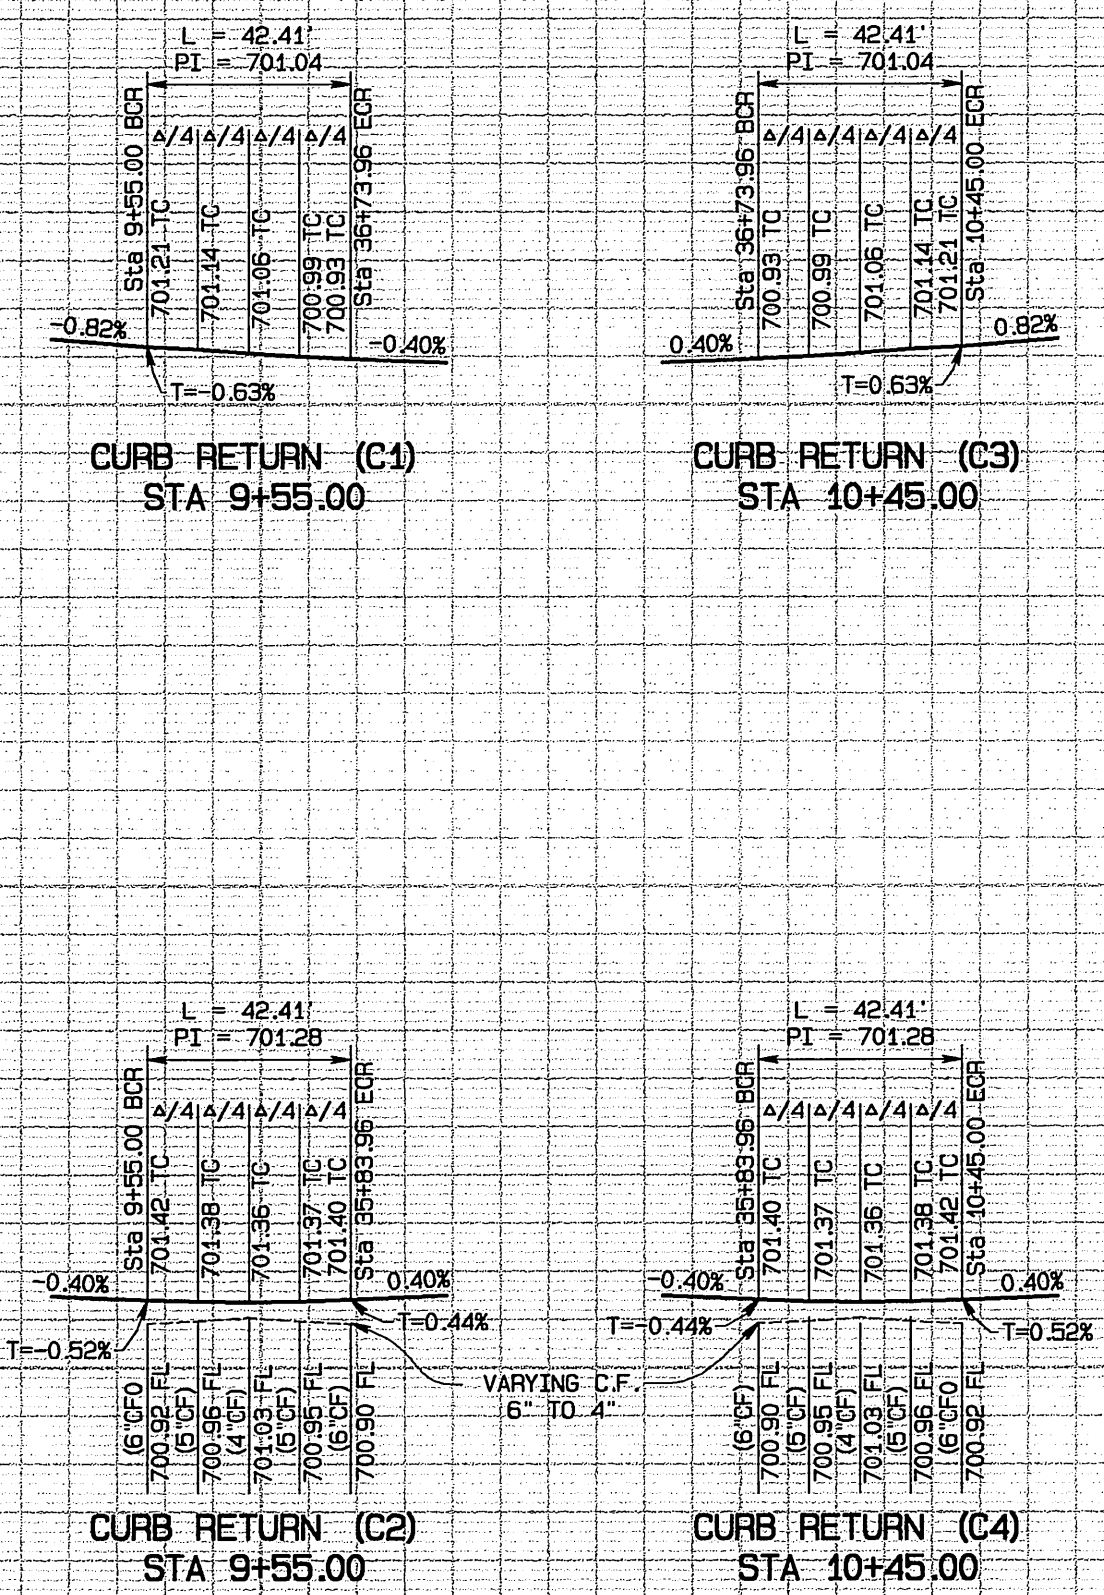 L = 42.41'
PI = 701.04
Sta 9+55.00 BCR
Δ/4 Δ/4 Δ/4 Δ/4
701.21 TC
701.14 TC
701.06 TC
700.99 TC
700.93 TC
Sta 36+73.96 ECR
-0.82%
-0.40%
T=-0.63%
CURB RETURN (C1)
STA 9+55.00
L = 42.41'
PI = 701.04
Sta 36+73.96 BCR
Δ/4 Δ/4 Δ/4 Δ/4
700.93 TC
700.99 TC
701.06 TC
701.14 TC
701.21 TC
Sta 10+45.00 ECR
0.40%
0.82%
T=0.63%
CURB RETURN (C3)
STA 10+45.00
L = 42.41'
PI = 701.28
Sta 9+55.00 BCR
Δ/4 Δ/4 Δ/4 Δ/4
701.42 TC
701.38 TC
701.36 TC
701.37 TC
701.40 TC
Sta 35+83.96 ECR
-0.40%
0.40%
T=-0.52%
T=0.44%
(6"CF0
700.92 FL
(5"CF)
700.96 FL
(4"CF)
701.03 FL
(5"CF)
700.95 FL
(6"CF)
700.90 FL
CURB RETURN (C2)
STA 9+55.00
VARYING C.F.
6" TO 4"
L = 42.41'
PI = 701.28
Sta 35+83.96 BCR
Δ/4 Δ/4 Δ/4 Δ/4
701.40 TC
701.37 TC
701.36 TC
701.38 TC
701.42 TC
Sta 10+45.00 ECR
-0.40%
0.40%
T=-0.44%
T=0.52%
(6"CF)
700.90 FL
(5"CF)
700.95 FL
(4"CF)
701.03 FL
(5"CF)
700.96 FL
(6"CF0
700.92 FL
CURB RETURN (C4)
STA 10+45.00